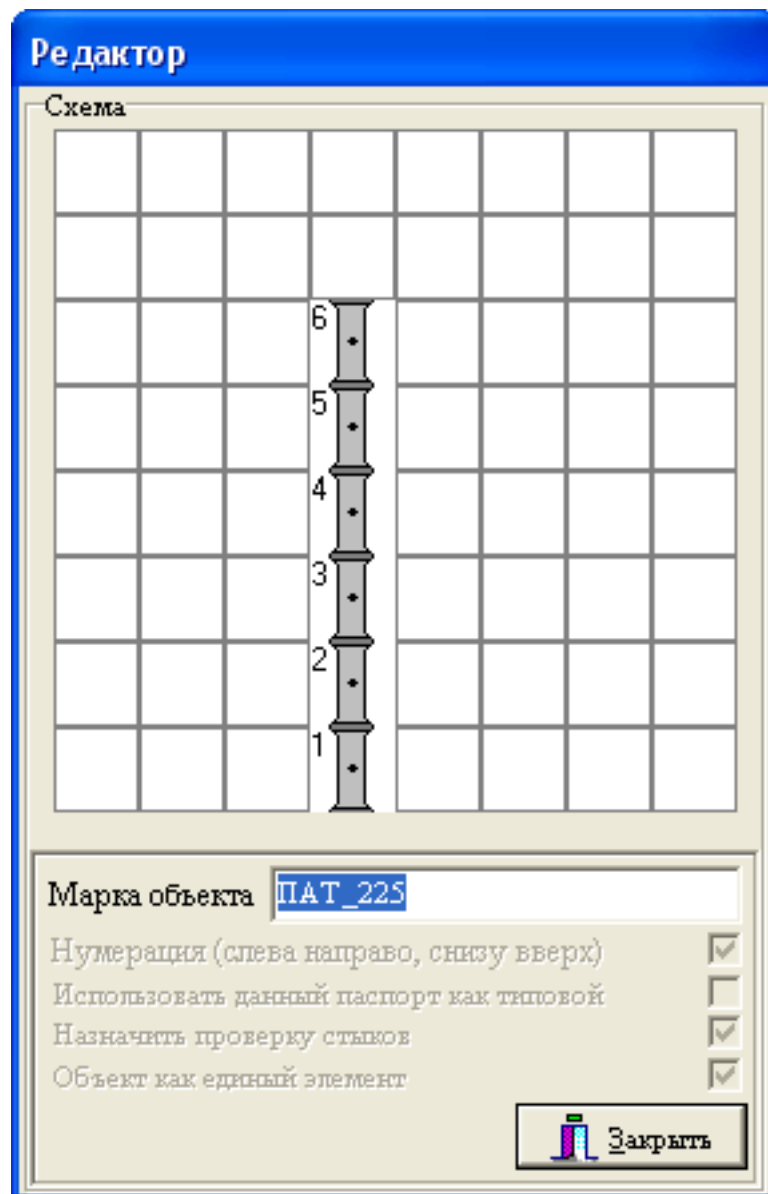 Редактор
Схема
6
5
4
3
2
1
Марка объекта ПАТ_225
Нумерация (слева направо, снизу вверх)
Использовать данный паспорт как типовой
Назначить проверку стыков
Объект как единый элемент
Закрыть